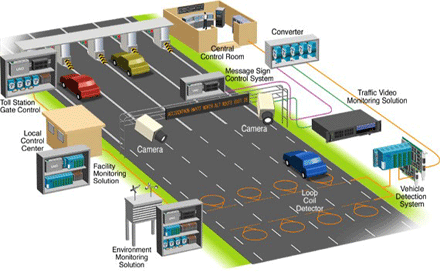 Central
Control Room
Converter
Message Sign
Control System
Toll Station
Gate Control
Traffic Video
Monitoring Solution
Camera
Local
Control
Center
Camera
Facility
Monitoring
Solution
Loop
Coil
Detector
Vehicle
Detection
System
Environment
Monitoring
Solution